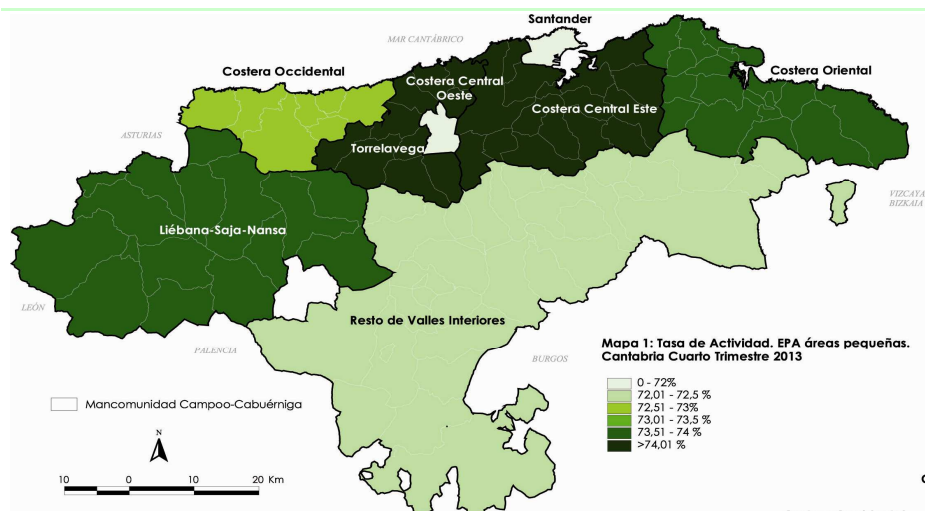 Santander
MAR CANTÁBRICO
Costera Occidental
Costera Central
Oeste
Costera Oriental
Costera Central Este
ASTURIAS
Torrelavega
VIZCAYA
BIZKAIA
Liébana-Saja-Nansa
LEÓN
Resto de Valles Interiores
PALENCIA
BURGOS
Mapa 1: Tasa de Actividad. EPA áreas pequeñas.
Cantabria Cuarto Trimestre 2013
0 - 72%
72,01 - 72,5 %
72,51 - 73%
73,01 - 73,5 %
73,51 - 74 %
>74,01 %
Mancomunidad Campoo-Cabuérniga
N
10 0 10 20 Km